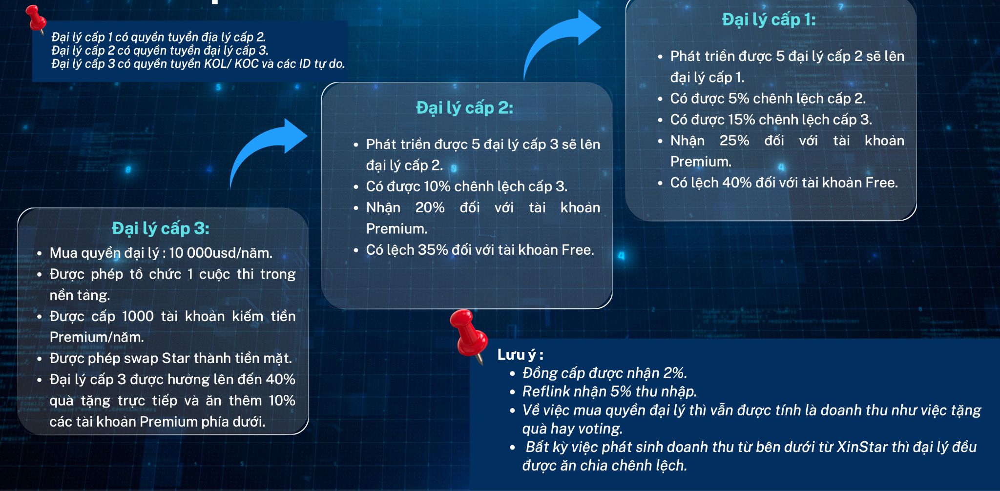 Đại lý cấp 1 có quyền tuyển địa lý cấp 2.
Đại lý cấp 2 có quyền tuyển đại lý cấp 3.
Đại lý cấp 3 có quyền tuyển KOL/ KOC và các ID tự do.
Đại lý cấp 1:
• Phát triển được 5 đại lý cấp 2 sẽ lên
đại lý cấp 1.
• Có được 5% chênh lệch cấp 2.
• Có được 15% chênh lệch cấp 3.
• Nhận 25% đối với tài khoản
Premium.
• Có lệch 40% đối với tài khoản Free.
Đại lý cấp 2:
• Phát triển được 5 đại lý cấp 3 sẽ lên
đại lý cấp 2.
• Có được 10% chênh lệch cấp 3.
• Nhận 20% đối với tài khoản
Premium.
• Có lệch 35% đối với tài khoản Free.
Đại lý cấp 3:
• Mua quyền đại lý : 10 000usd/năm.
• Được phép tổ chức 1 cuộc thi trong
nền tảng.
• Được cấp 1000 tài khoản kiếm tiền
Premium/năm.
• Được phép swap Star thành tiền mặt.
• Đại lý cấp 3 được hưởng lên đến 40%
quà tặng trực tiếp và ăn thêm 10%
các tài khoản Premium phía dưới.
Lưu ý :
• Đồng cấp được nhận 2%.
• Reflink nhận 5% thu nhập.
• Về việc mua quyền đại lý thì vẫn được tính là doanh thu như việc tặng
quà hay voting.
• Bất kỳ việc phát sinh doanh thu từ bên dưới từ XinStar thì đại lý đều
được ăn chia chênh lệch.